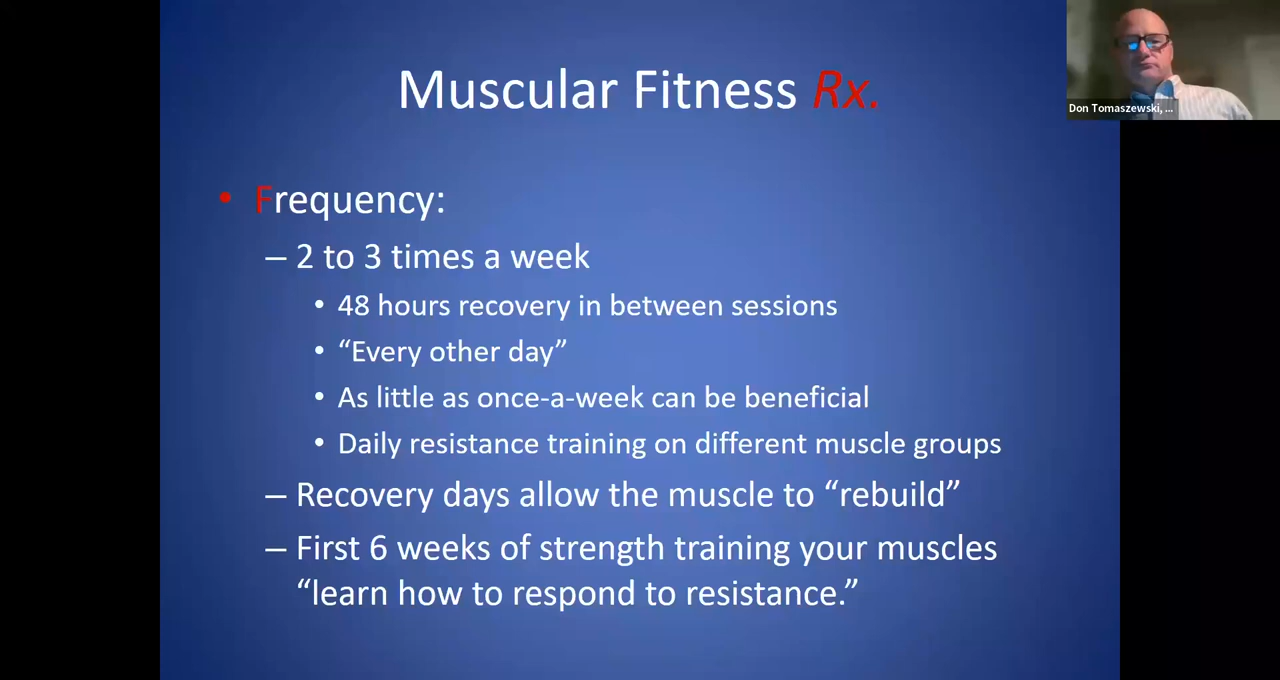 Muscular Fitness Rx.
Don Tomaszewski, ...
• Frequency:
– 2 to 3 times a week
• 48 hours recovery in between sessions
• “Every other day”
• As little as once-a-week can be beneficial
• Daily resistance training on different muscle groups
– Recovery days allow the muscle to “rebuild”
– First 6 weeks of strength training your muscles
“learn how to respond to resistance.”